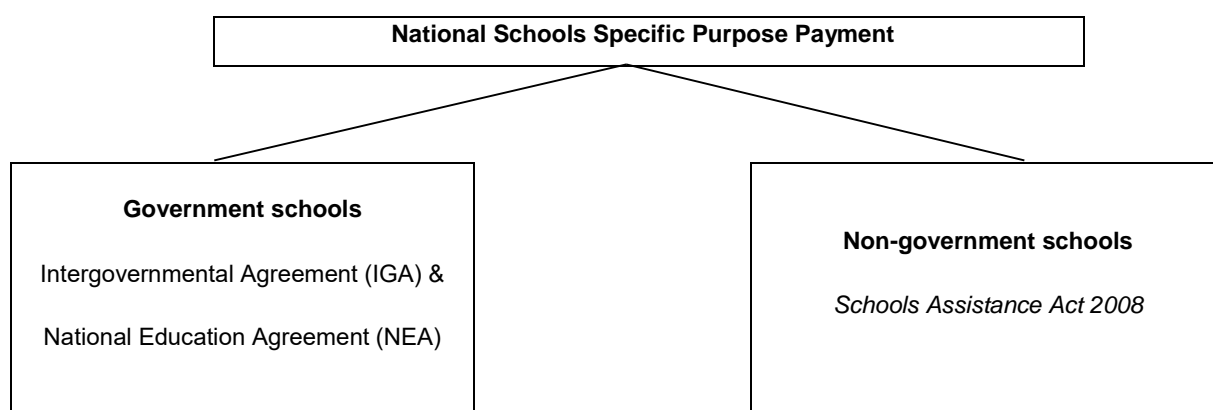 National Schools Specific Purpose Payment
Government schools
Intergovernmental Agreement (IGA) &
National Education Agreement (NEA)
Non-government schools
Schools Assistance Act 2008